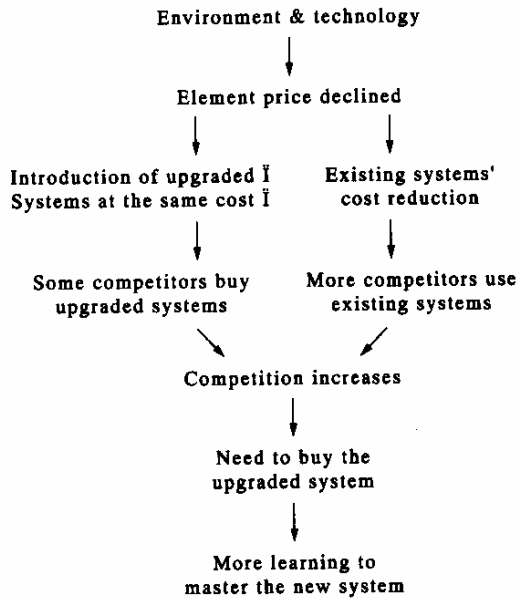 Environment & technology
Element price declined
Introduction of upgraded Ï
Systems at the same cost Ï
Existing systems'
cost reduction
Some competitors buy
upgraded systems
More competitors use
existing systems
Competition increases
Need to buy the
upgraded system
More learning to
master the new system